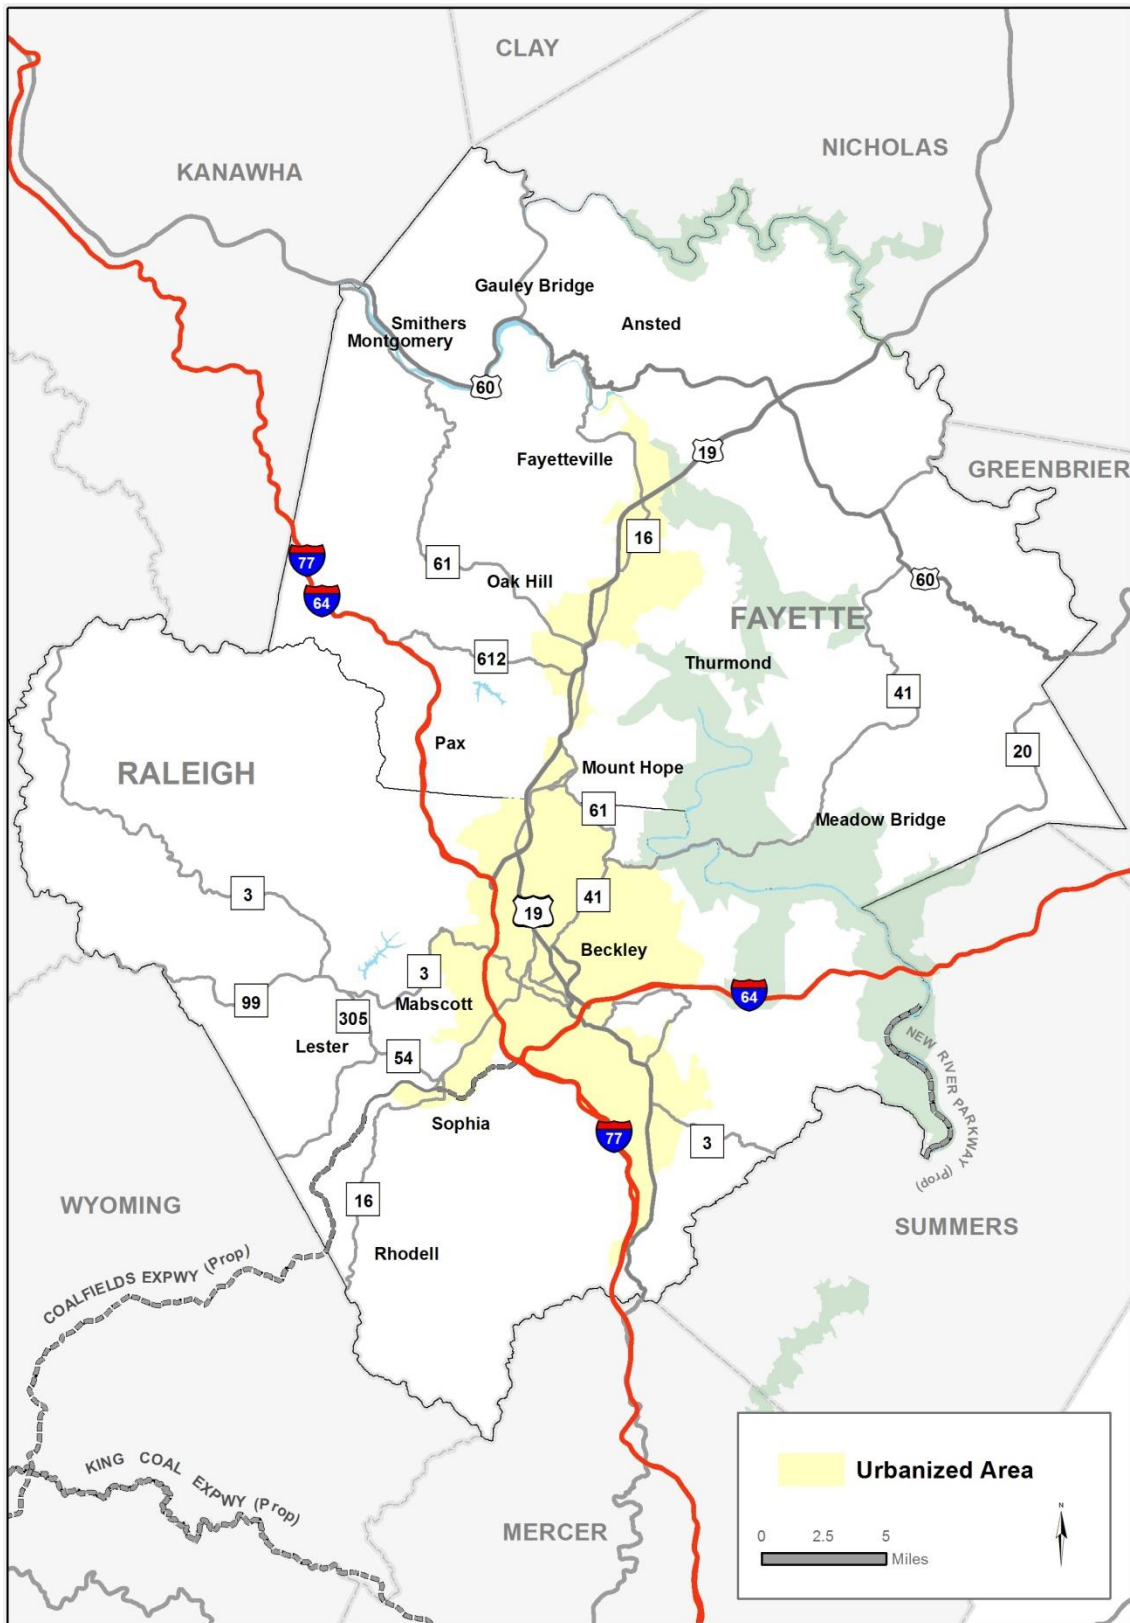 CLAY
NICHOLAS
KANAWHA
Gauley Bridge
Smithers
Ansted
Montgomery
60
19
Fayetteville
GREENBRIER
16
77
61
60
Oak Hill
64
FAYETTE
612
Thurmond
41
Pax
20
RALEIGH
Mount Hope
61
Meadow Bridge
3
41
19
Beckley
3
64
99
Mabscott
305
Lester
54
NEW RIVER PARKWAY (Prop)
Sophia
77
3
16
WYOMING
SUMMERS
Rhodell
COALFIELDS EXPWY (Prop)
KING COAL EXPWY (Prop)
MERCER
Urbanized Area
N
0 2.5 5
Miles